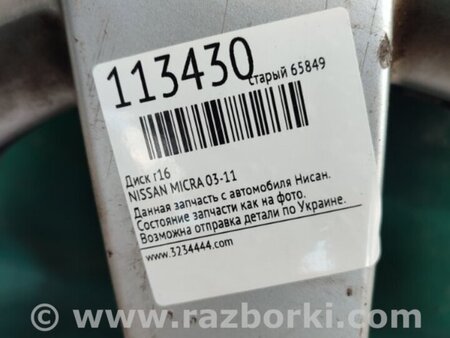 113430
старый 65849
Диск r16
NISSAN MICRA 03-11
Данная запчасть с автомобиля Нисан.
Состояние запчасти как на фото.
Возможна отправка детали по Украине.
www.3234444.com
© www.razborki.com